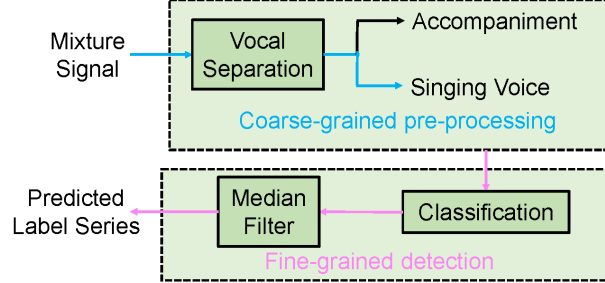 Mixture
Signal
Vocal
Separation
Accompaniment
Singing Voice
Coarse-grained pre-processing
Predicted
Label Series
Median
Filter
Classification
Fine-grained detection